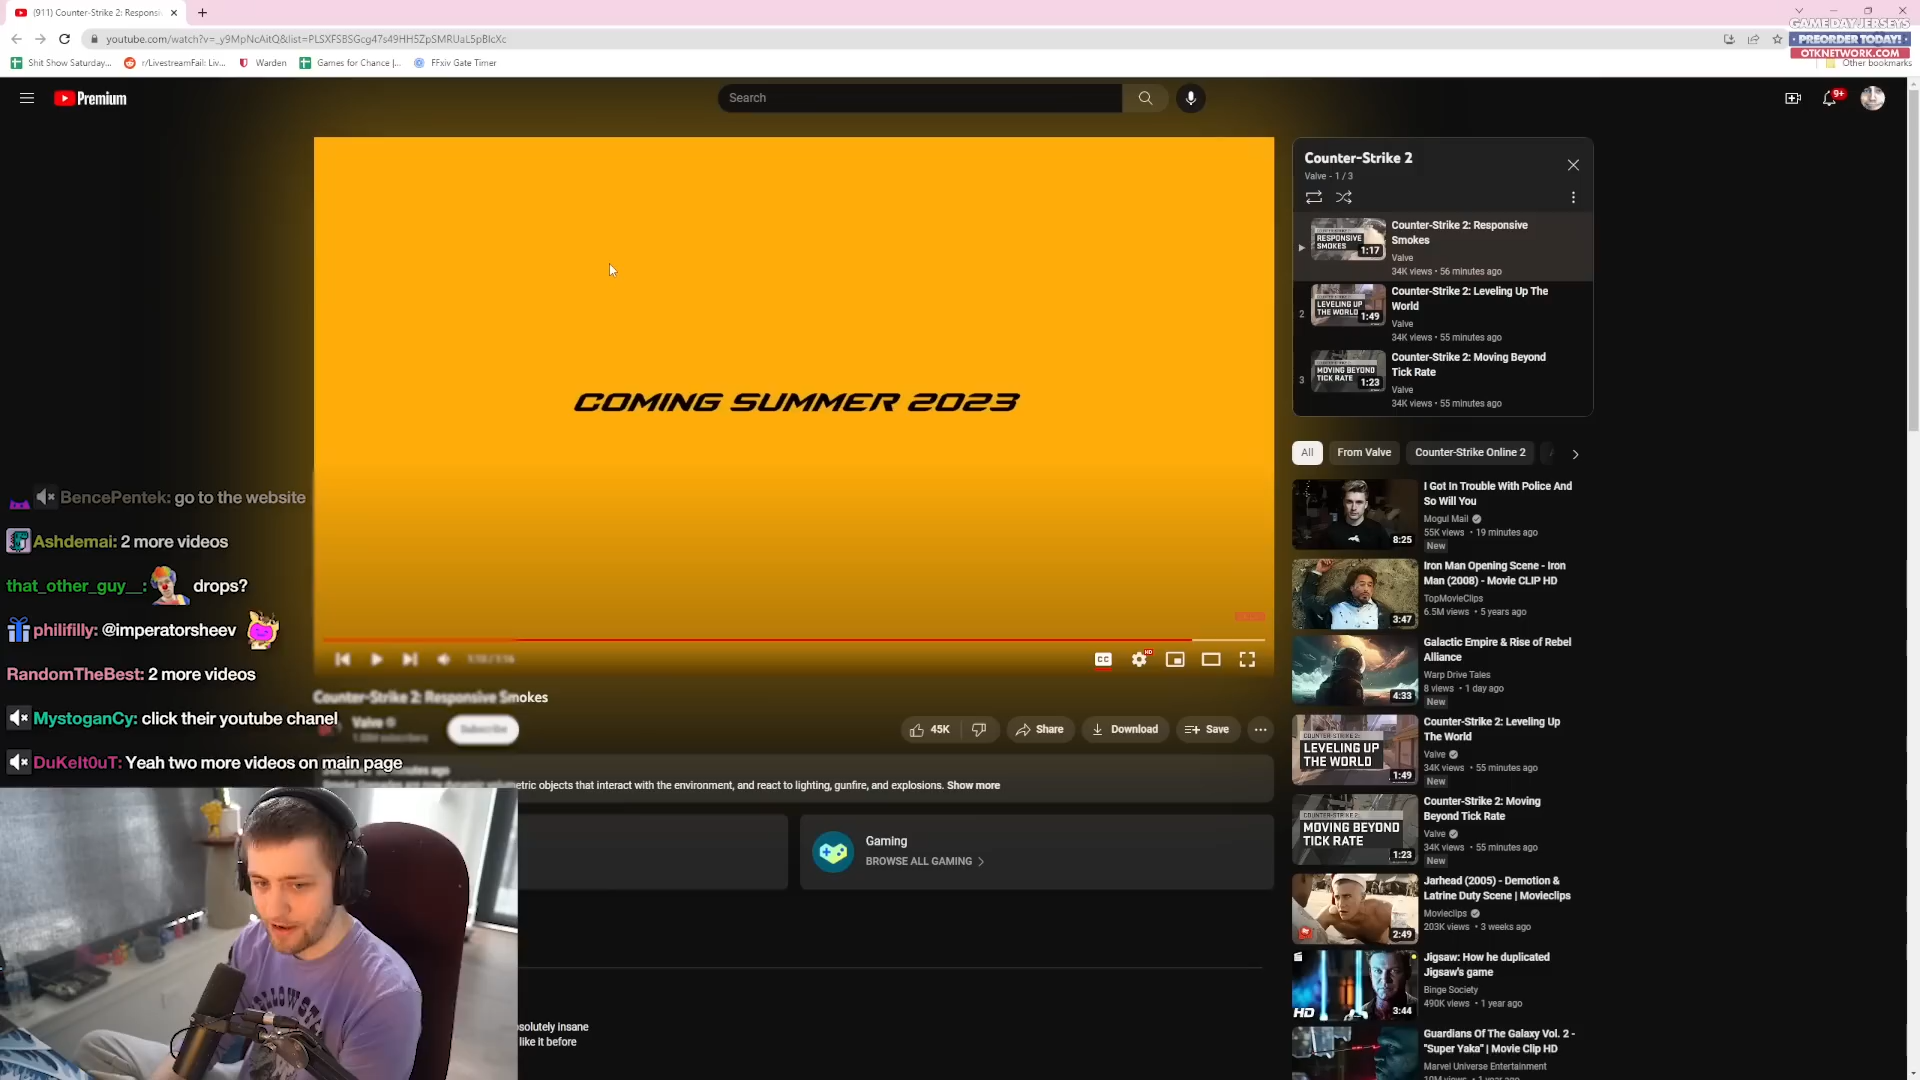 (911) Counter-Strike 2: Responsi
youtube.com/watch?v=_y9MpNcAitQ&list=PLSXFSBSGcg47s49HH5ZpSMRUaL5pBIcXc
GAME DAY JERSEYS
PREORDER TODAY!
OTKNETWORK.COM
Shit Show Saturday...
r/LivestreamFail: Liv...
Warden
Games for Chance |...
FFxiv Gate Timer
Other bookmarks
Premium
Search
9+
COMING SUMMER 2023
1:10 / 1:16
CC
HD
Counter-Strike 2: Responsive Smokes
Valve
Subscribe
45K
Share
Download
Save
etric objects that interact with the environment, and react to lighting, gunfire, and explosions. Show more
Gaming
BROWSE ALL GAMING
solutely insane
like it before
BencePentek: go to the website
Ashdemai: 2 more videos
that_other_guy__: drops?
philifilly: @imperatorsheev
RandomTheBest: 2 more videos
MystoganCy: click their youtube chanel
DuKeIt0uT: Yeah two more videos on main page
Counter-Strike 2
Valve - 1 / 3
RESPONSIVE
SMOKES
1:17
Counter-Strike 2: Responsive
Smokes
Valve
34K views • 56 minutes ago
2
LEVELING UP
THE WORLD
1:49
Counter-Strike 2: Leveling Up The
World
Valve
34K views • 55 minutes ago
3
MOVING BEYOND
TICK RATE
1:23
Counter-Strike 2: Moving Beyond
Tick Rate
Valve
34K views • 55 minutes ago
All
From Valve
Counter-Strike Online 2
8:25
I Got In Trouble With Police And
So Will You
Mogul Mail
55K views • 19 minutes ago
New
3:47
Iron Man Opening Scene - Iron
Man (2008) - Movie CLIP HD
TopMovieClips
6.5M views • 5 years ago
4:33
Galactic Empire & Rise of Rebel
Alliance
Warp Drive Tales
8 views • 1 day ago
New
COUNTER-STRIKE 2:
LEVELING UP
THE WORLD
1:49
Counter-Strike 2: Leveling Up
The World
Valve
34K views • 55 minutes ago
New
COUNTER-STRIKE 2:
MOVING BEYOND
TICK RATE
1:23
Counter-Strike 2: Moving
Beyond Tick Rate
Valve
34K views • 55 minutes ago
New
2:49
Jarhead (2005) - Demotion &
Latrine Duty Scene | Movieclips
Movieclips
203K views • 3 weeks ago
HD
3:44
Jigsaw: How he duplicated
Jigsaw's game
Binge Society
490K views • 1 year ago
Guardians Of The Galaxy Vol. 2 -
"Super Yaka" | Movie Clip HD
Marvel Universe Entertainment